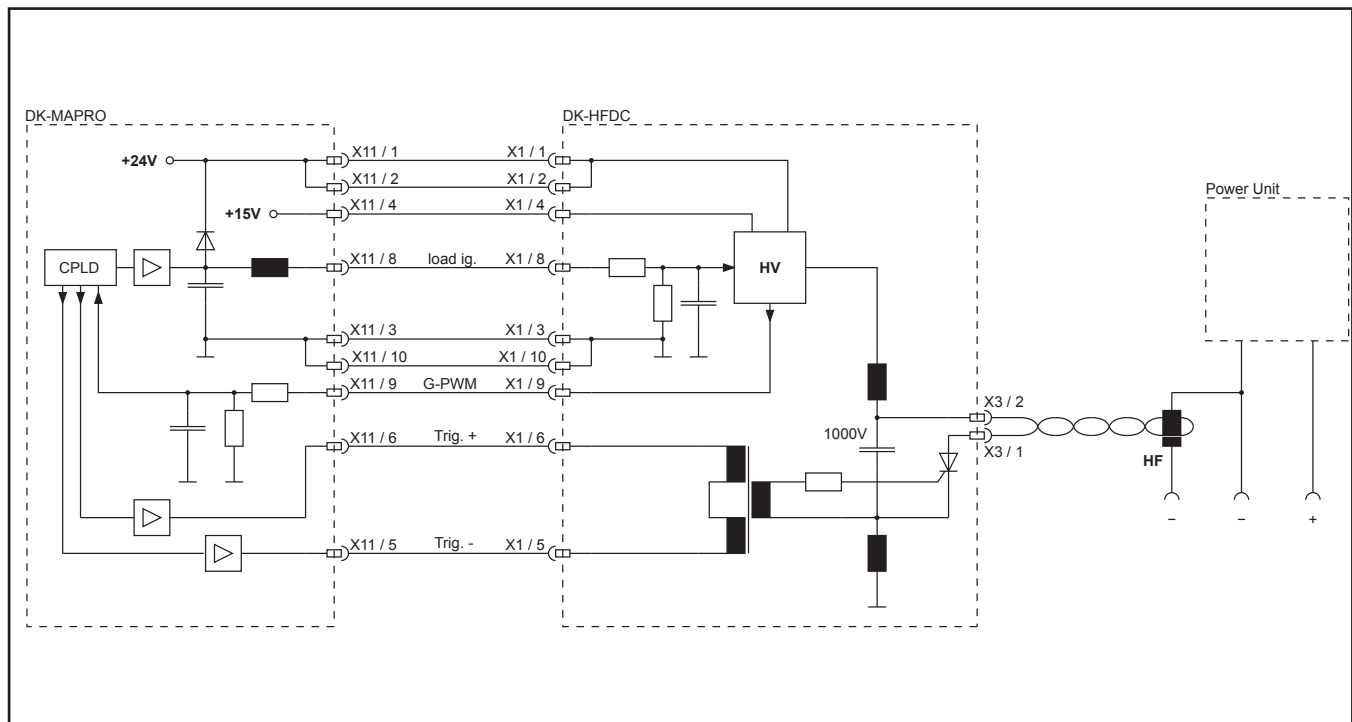 DK-MAPRO
DK-HFDC
Power Unit
+24V
X11 / 1
X1 / 1
X11 / 2
X1 / 2
+15V
X11 / 4
X1 / 4
CPLD
X11 / 8
load ig.
X1 / 8
HV
X11 / 3
X1 / 3
X11 / 10
X1 / 10
X11 / 9
G-PWM
X1 / 9
X3 / 2
1000V
X11 / 6
Trig. +
X1 / 6
X3 / 1
HF
– – +
X11 / 5
Trig. -
X1 / 5